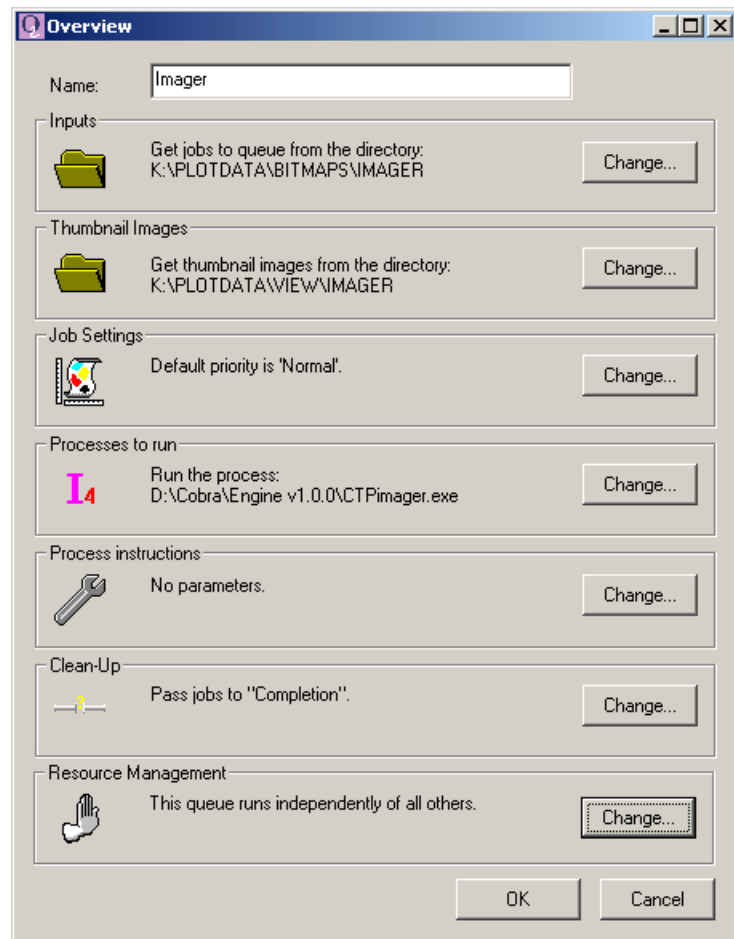 Overview
Name: Imager
Inputs
Get jobs to queue from the directory:
K:\PLOTDATA\BITMAPS\IMAGER
Change...
Thumbnail Images
Get thumbnail images from the directory:
K:\PLOTDATA\VIEW\IMAGER
Change...
Job Settings
Default priority is 'Normal'.
Change...
Processes to run
I4
Run the process:
D:\Cobra\Engine v1.0.0\CTPimager.exe
Change...
Process instructions
No parameters.
Change...
Clean-Up
?
Pass jobs to "Completion".
Change...
Resource Management
This queue runs independently of all others.
Change...
OK
Cancel